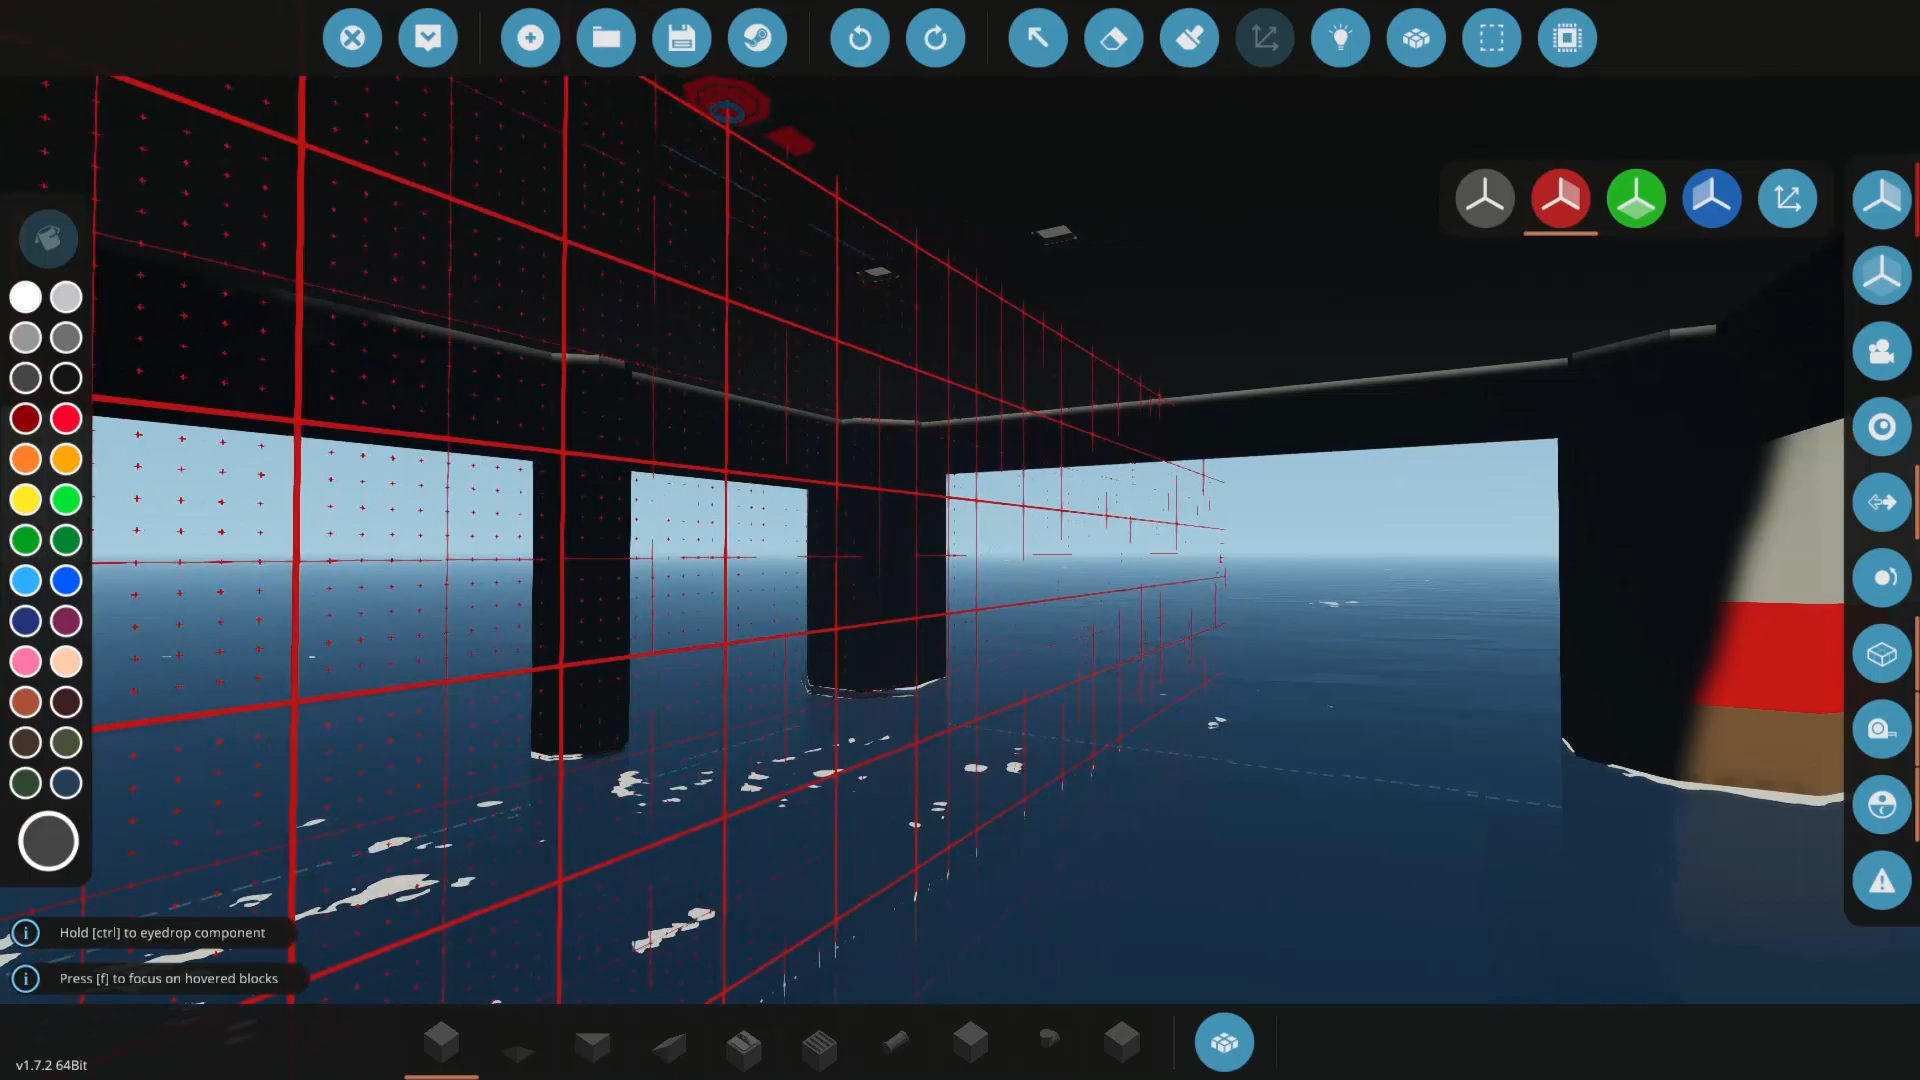 Hold [ctrl] to eyedrop component
Press [f] to focus on hovered blocks
v1.7.2 64Bit